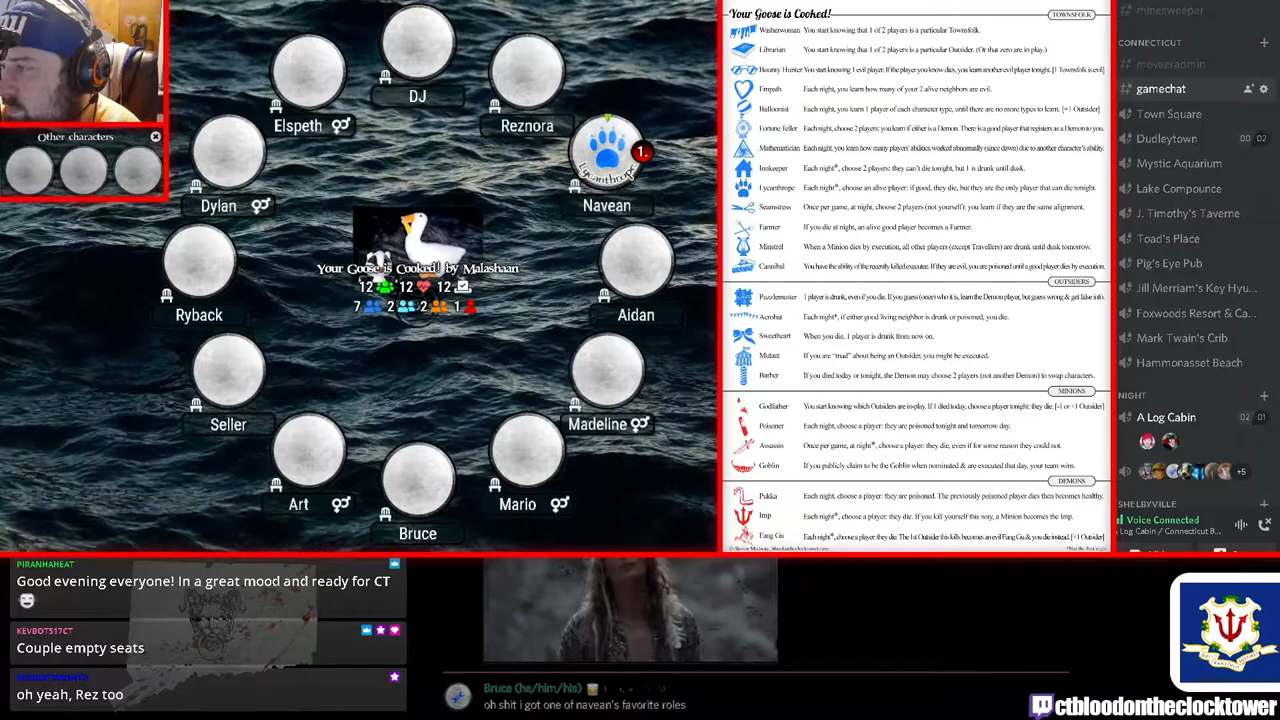 Other characters
DJ
Elspeth
Reznora
Lycanthrope
1.
Navean
Dylan
Ryback
Aidan
Your Goose is Cooked! by Malashaan
12 12 12
7 2 2 1
Seller
Madeline
Art
Mario
Bruce
Your Goose is Cooked!
TOWNSFOLK
Washerwoman You start knowing that 1 of 2 players is a particular Townsfolk.
Librarian You start knowing that 1 of 2 players is a particular Outsider. (Or that zero are in play.)
Bounty Hunter You start knowing 1 evil player. If the player you know dies, you learn another evil player tonight. [1 Townsfolk is evil]
Empath Each night, you learn how many of your 2 alive neighbors are evil.
Balloonist Each night, you learn 1 player of each character type, until there are no more types to learn. [+1 Outsider]
Fortune Teller Each night, choose 2 players: you learn if either is a Demon. There is a good player that registers as a Demon to you.
Mathematician Each night, you learn how many players' abilities worked abnormally (since dawn) due to another character's ability.
Innkeeper Each night*, choose 2 players: they can't die tonight, but 1 is drunk until dusk.
Lycanthrope Each night*, choose an alive player: if good, they die, but they are the only player that can die tonight.
Seamstress Once per game, at night, choose 2 players (not yourself): you learn if they are the same alignment.
Farmer If you die at night, an alive good player becomes a Farmer.
Minstrel When a Minion dies by execution, all other players (except Travellers) are drunk until dusk tomorrow.
Cannibal You have the ability of the recently killed executee. If they are evil, you are poisoned until a good player dies by execution.
OUTSIDERS
Puzzlemaster 1 player is drunk, even if you die. If you guess (once) who it is, learn the Demon player, but guess wrong & get false info.
Acrobat Each night*, if either good living neighbor is drunk or poisoned, you die.
Sweetheart When you die, 1 player is drunk from now on.
Mutant If you are "mad" about being an Outsider, you might be executed.
Barber If you died today or tonight, the Demon may choose 2 players (not another Demon) to swap characters.
MINIONS
Godfather You start knowing which Outsiders are in-play. If 1 died today, choose a player tonight: they die. [-1 or +1 Outsider]
Poisoner Each night, choose a player: they are poisoned tonight and tomorrow day.
Assassin Once per game, at night*, choose a player: they die, even if for some reason they could not.
Goblin If you publicly claim to be the Goblin when nominated & are executed that day, your team wins.
DEMONS
Pukka Each night, choose a player: they are poisoned. The previously poisoned player dies then becomes healthy.
Imp Each night*, choose a player: they die. If you kill yourself this way, a Minion becomes the Imp.
Fang Gu Each night*, choose a player: they die. The 1st Outsider this kills becomes an evil Fang Gu & you die instead. [+1 Outsider]
*Not the first night
minesweeper
CONNECTICUT
moveeradmin
gamechat
Town Square
Dudleytown 00 02
Mystic Aquarium
Lake Compounce
J. Timothy's Taverne
Toad's Place
Pig's Eye Pub
Jill Merriam's Key Hu...
Foxwoods Resort & Ca...
Mark Twain's Crib
Hammonasset Beach
NIGHT
A Log Cabin 02 01
+5
SHELBYVILLE
Voice Connected
A Log Cabin / Connecticut B...
PIRANHAHEAT
Good evening everyone! In a great mood and ready for CT
KEVBOT517CT
Couple empty seats
oh yeah, Rez too
Bruce (he/him/his)
oh shit i got one of navean's favorite roles
ctbloodontheclocktower